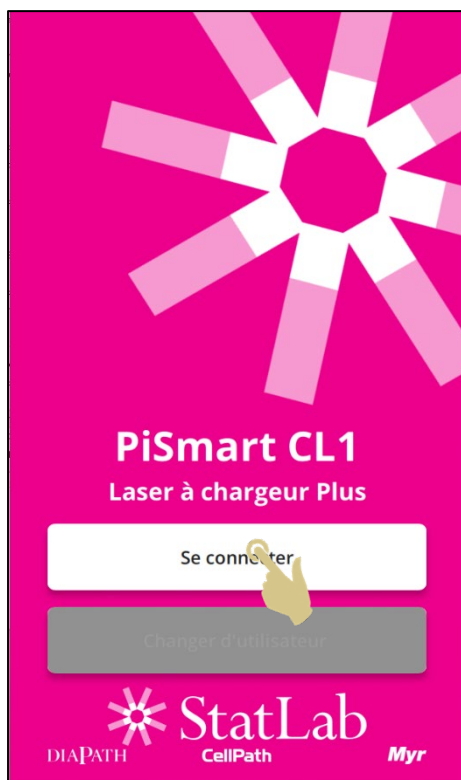 PiSmart CL1
Laser à chargeur Plus
Se connecter
Changer d'utilisateur
StatLab
DIAPATH CellPath Myr